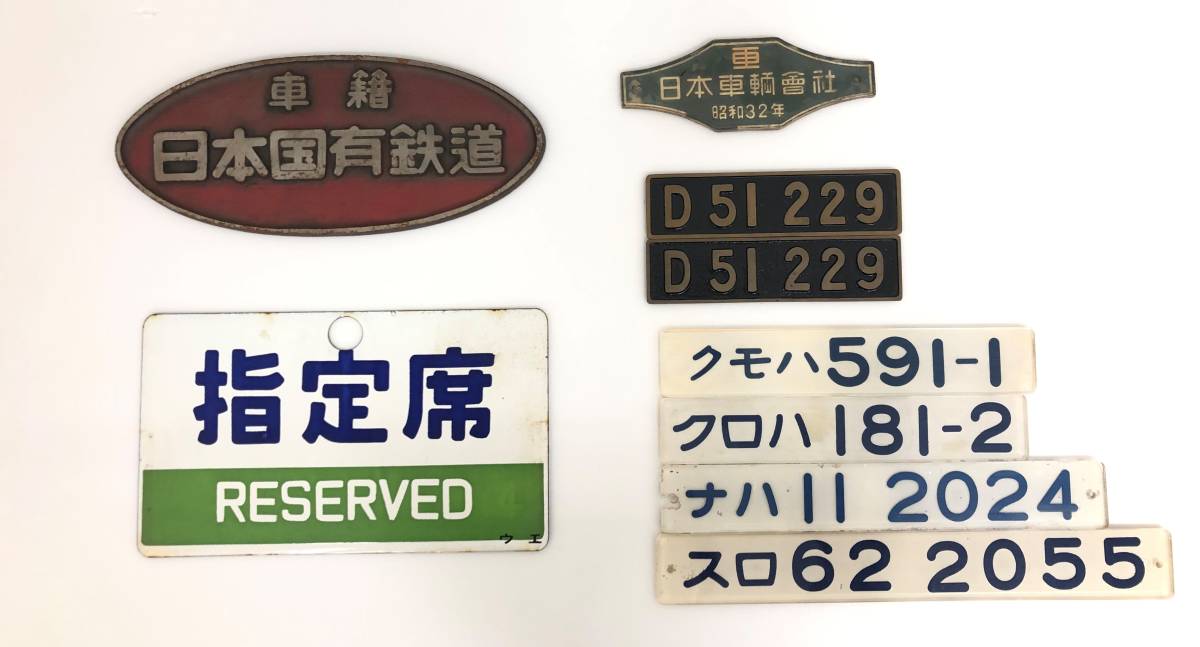 車籍
日本国有鉄道
車
日本車輌會社
昭和32年
D51 229
D51 229
指定席
RESERVED
ウエ
クモハ591-1
クロハ181-2
ナハ11 2024
スロ62 2055